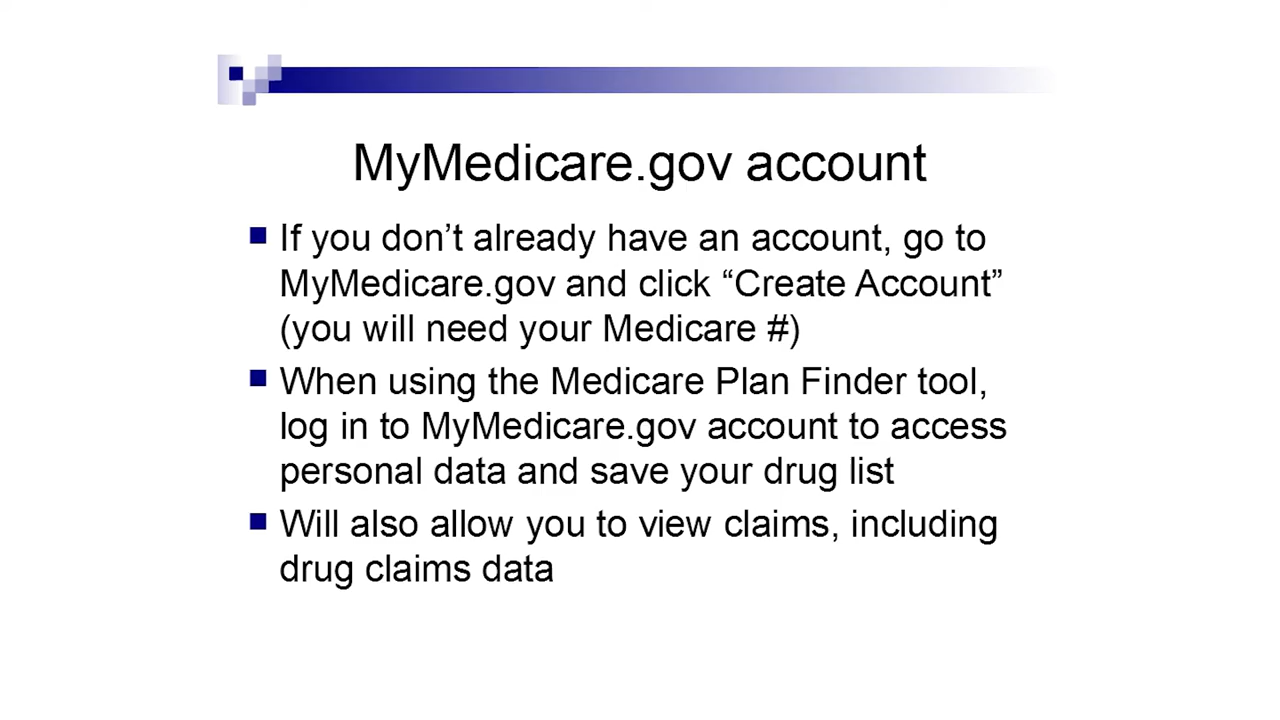 MyMedicare.gov account
If you don’t already have an account, go to
MyMedicare.gov and click “Create Account”
(you will need your Medicare #)
When using the Medicare Plan Finder tool,
log in to MyMedicare.gov account to access
personal data and save your drug list
Will also allow you to view claims, including
drug claims data